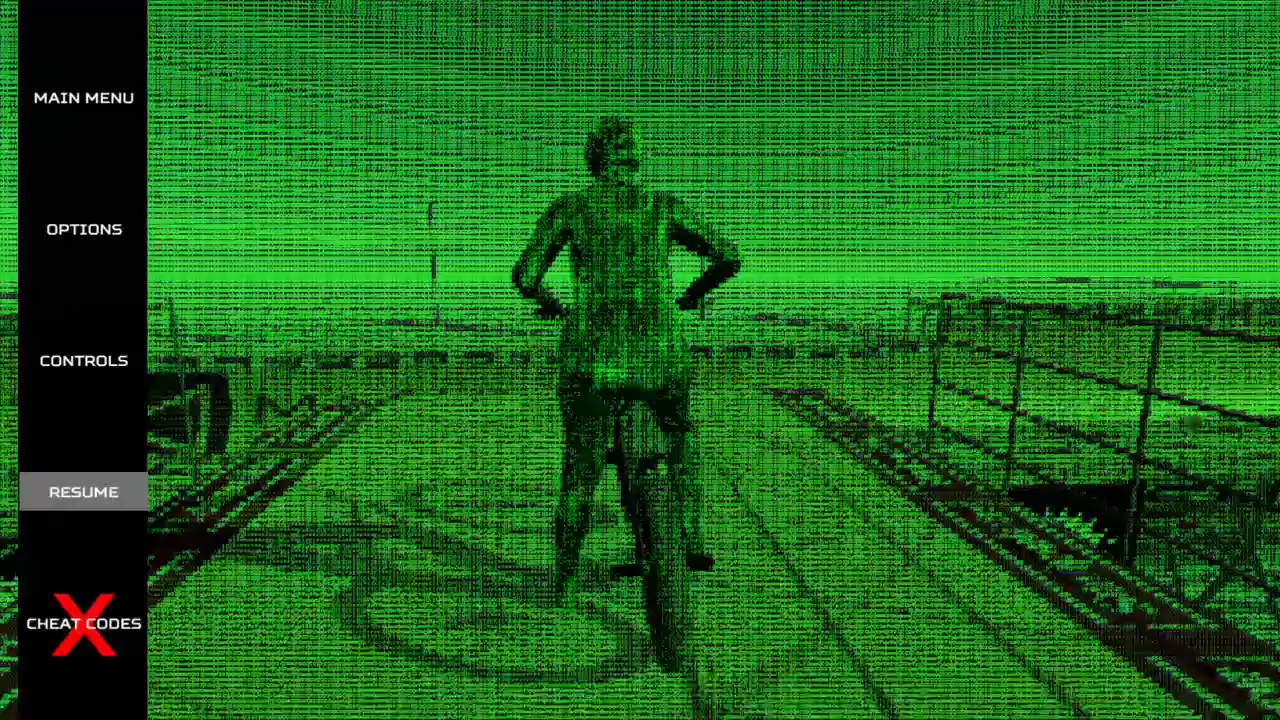 MAIN MENU
OPTIONS
CONTROLS
RESUME
CHEAT CODES